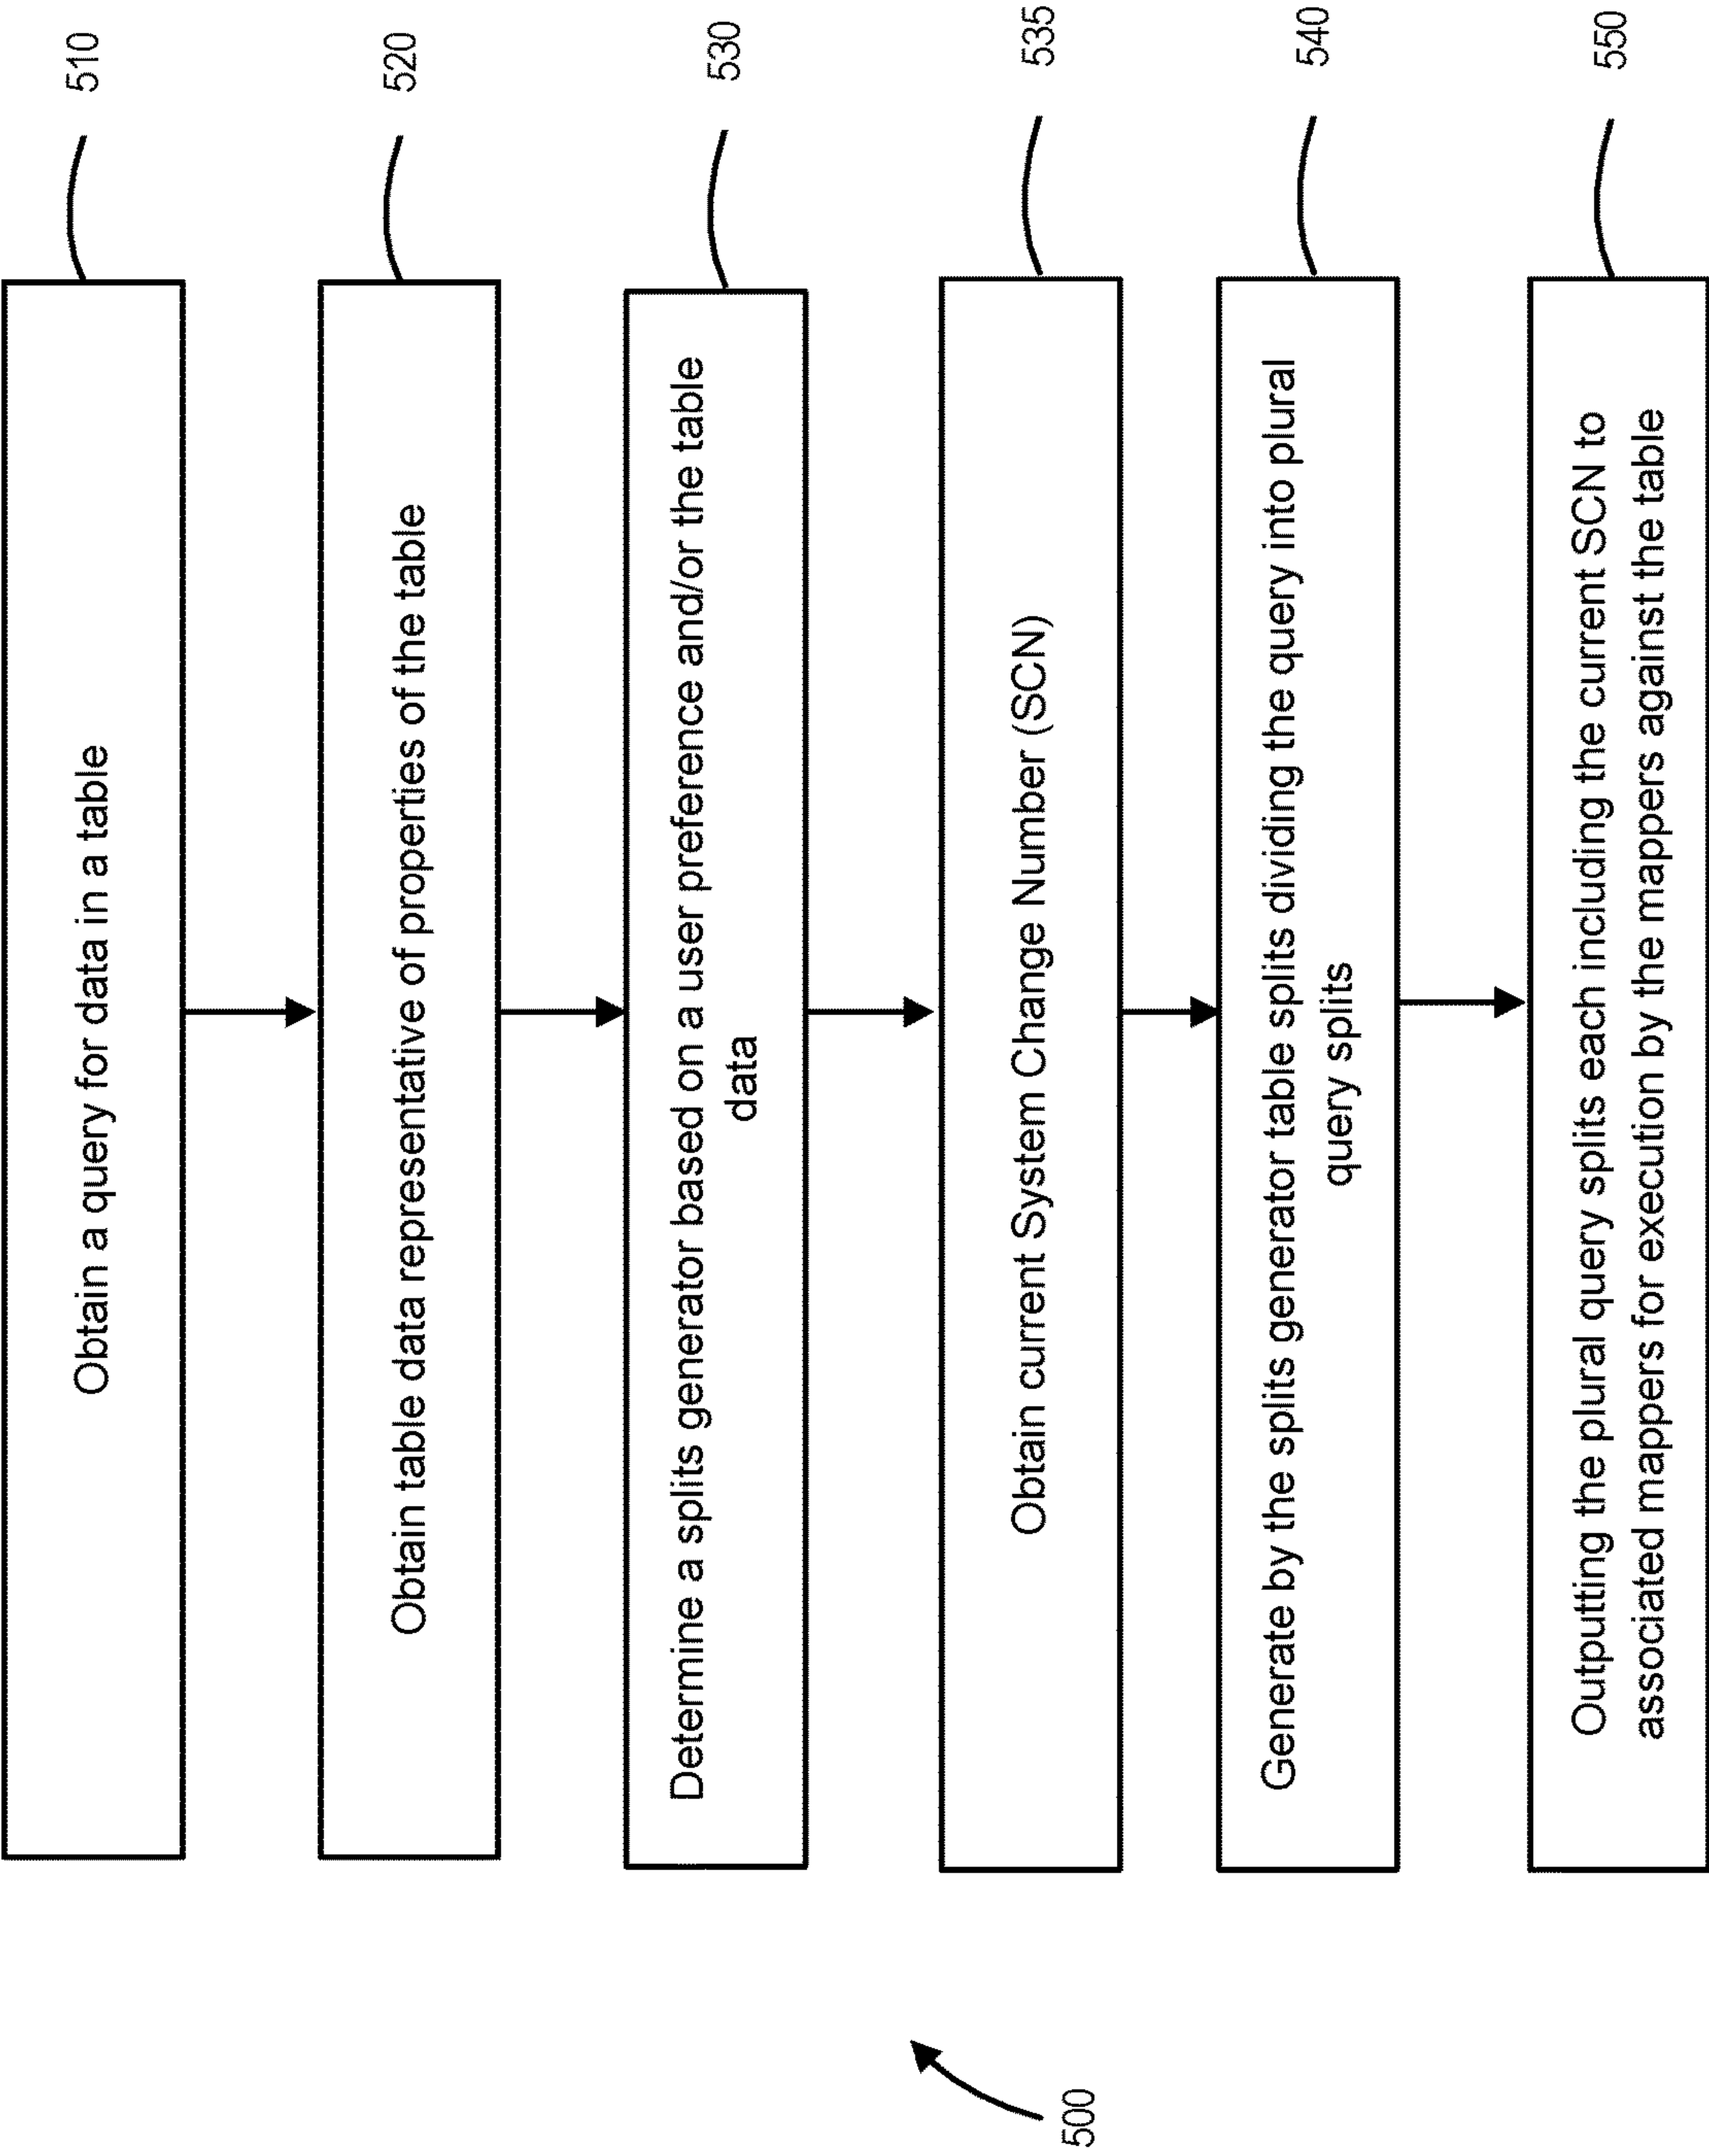 Obtain a query for data in a table
510
Obtain table data representative of properties of the table
520
Determine a splits generator based on a user preference and/or the table
data
530
Obtain current System Change Number (SCN)
535
Generate by the splits generator table splits dividing the query into plural
query splits
540
Outputting the plural query splits each including the current SCN to
associated mappers for execution by the mappers against the table
550
500